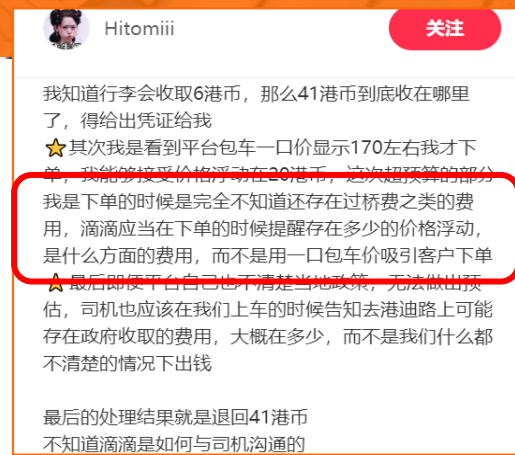 Hitomiii
关注
我知道行李会收取6港币，那么41港币到底收在哪里
了，得给出凭证给我
⭐其次我是看到平台包车一口价显示170左右我才下
单，我能够接受价格浮动在20港币，这次超预算的部分
我是下单的时候是完全不知道还存在过桥费之类的费
用，滴滴应当在下单的时候提醒存在多少的价格浮动，
是什么方面的费用，而不是用一口包车价吸引客户下单
⭐最后即便平台自己也不清楚当地政策，无法做出预
估，司机也应该在我们上车的时候告知去港迪路上可能
存在政府收取的费用，大概在多少，而不是我们什么都
不清楚的情况下出钱
最后的处理结果就是退回41港币
不知道滴滴是如何与司机沟通的